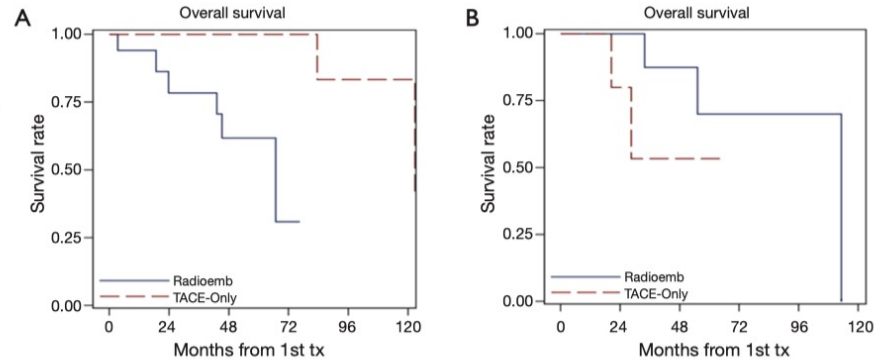 A
Overall survival
1.00
0.75
0.50
0.25
0.00
Survival rate
Radioemb
TACE-Only
0 24 48 72 96 120
Months from 1st tx
B
Overall survival
1.00
0.75
0.50
0.25
0.00
Survival rate
Radioemb
TACE-Only
0 24 48 72 96 120
Months from 1st tx